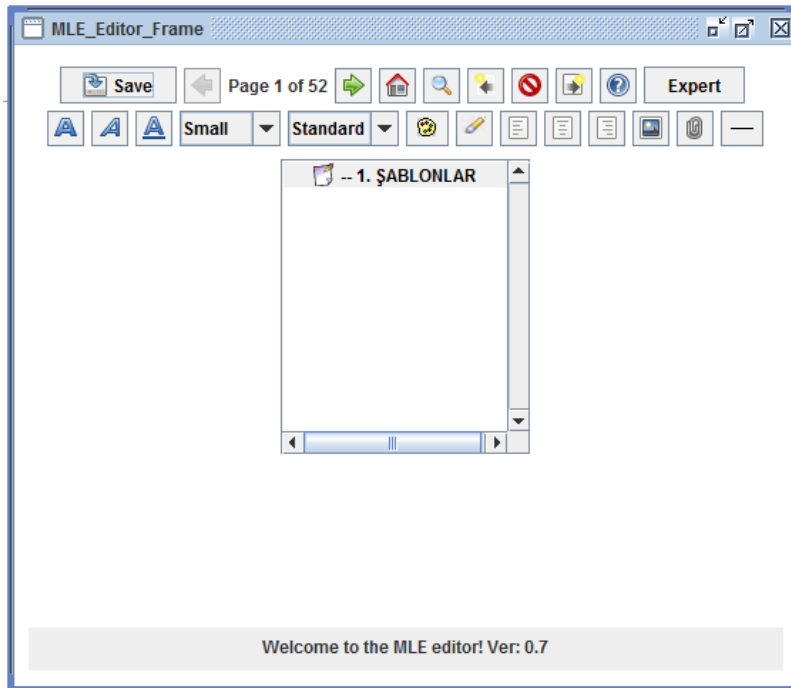 MLE_Editor_Frame
Save Page 1 of 52 Expert
A A A Small Standard
-- 1. ŞABLONLAR
Welcome to the MLE editor! Ver: 0.7